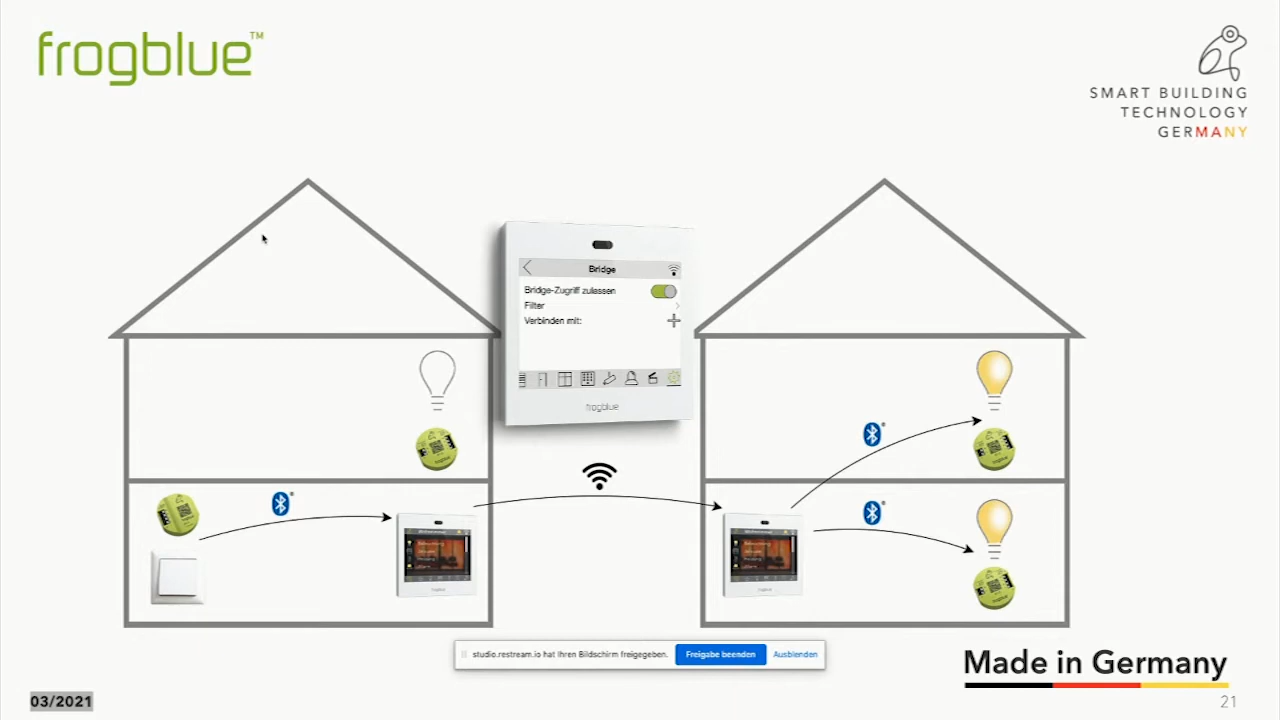 frogblue™
SMART BUILDING
TECHNOLOGY
GERMANY
Bridge
Bridge-Zugriff zulassen
Filter
Verbinden mit:
frogblue
studio.restream.io hat Ihren Bildschirm freigegeben.
Freigabe beenden
Ausblenden
Made in Germany
03/2021
21